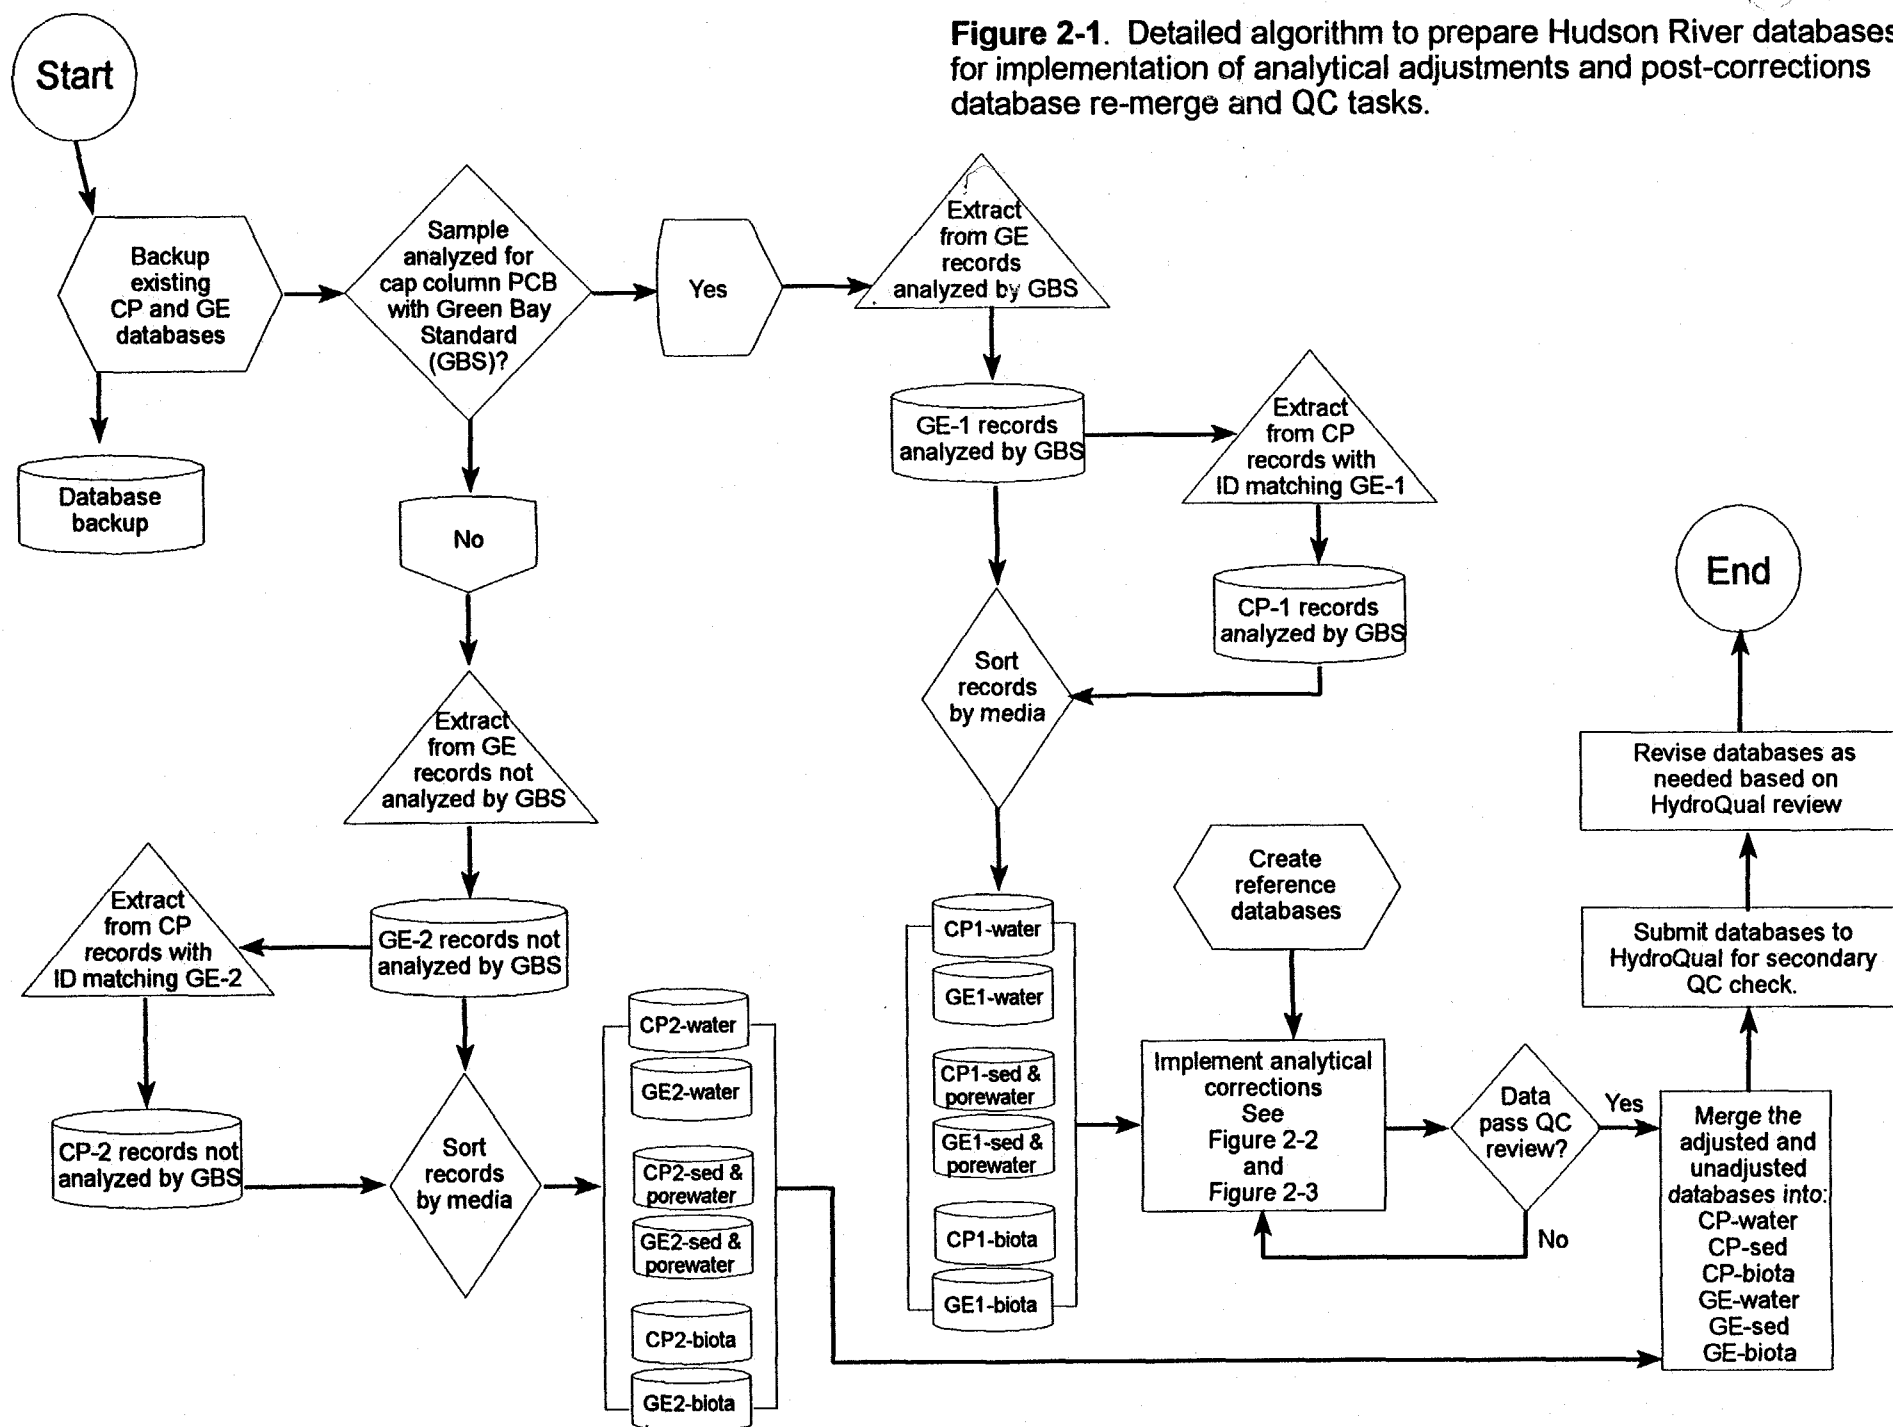 Figure 2-1. Detailed algorithm to prepare Hudson River databases
for implementation of analytical adjustments and post-corrections
database re-merge and QC tasks.
Start
Backup
existing
CP and GE
databases
Database
backup
Sample
analyzed for
cap column PCB
with Green Bay
Standard
(GBS)?
Yes
Extract
from GE
records
analyzed by GBS
GE-1 records
analyzed by GBS
Extract
from CP
records with
ID matching GE-1
CP-1 records
analyzed by GBS
Sort
records
by media
No
Extract
from GE
records not
analyzed by GBS
GE-2 records not
analyzed by GBS
Extract
from CP
records with
ID matching GE-2
CP-2 records not
analyzed by GBS
Sort
records
by media
CP2-water
GE2-water
CP2-sed &
porewater
GE2-sed &
porewater
CP2-biota
GE2-biota
CP1-water
GE1-water
CP1-sed &
porewater
GE1-sed &
porewater
CP1-biota
GE1-biota
Create
reference
databases
Implement analytical
corrections
See
Figure 2-2
and
Figure 2-3
Data
pass QC
review?
Yes
No
Merge the
adjusted and
unadjusted
databases into:
CP-water
CP-sed
CP-biota
GE-water
GE-sed
GE-biota
Submit databases to
HydroQual for secondary
QC check.
Revise databases as
needed based on
HydroQual review
End